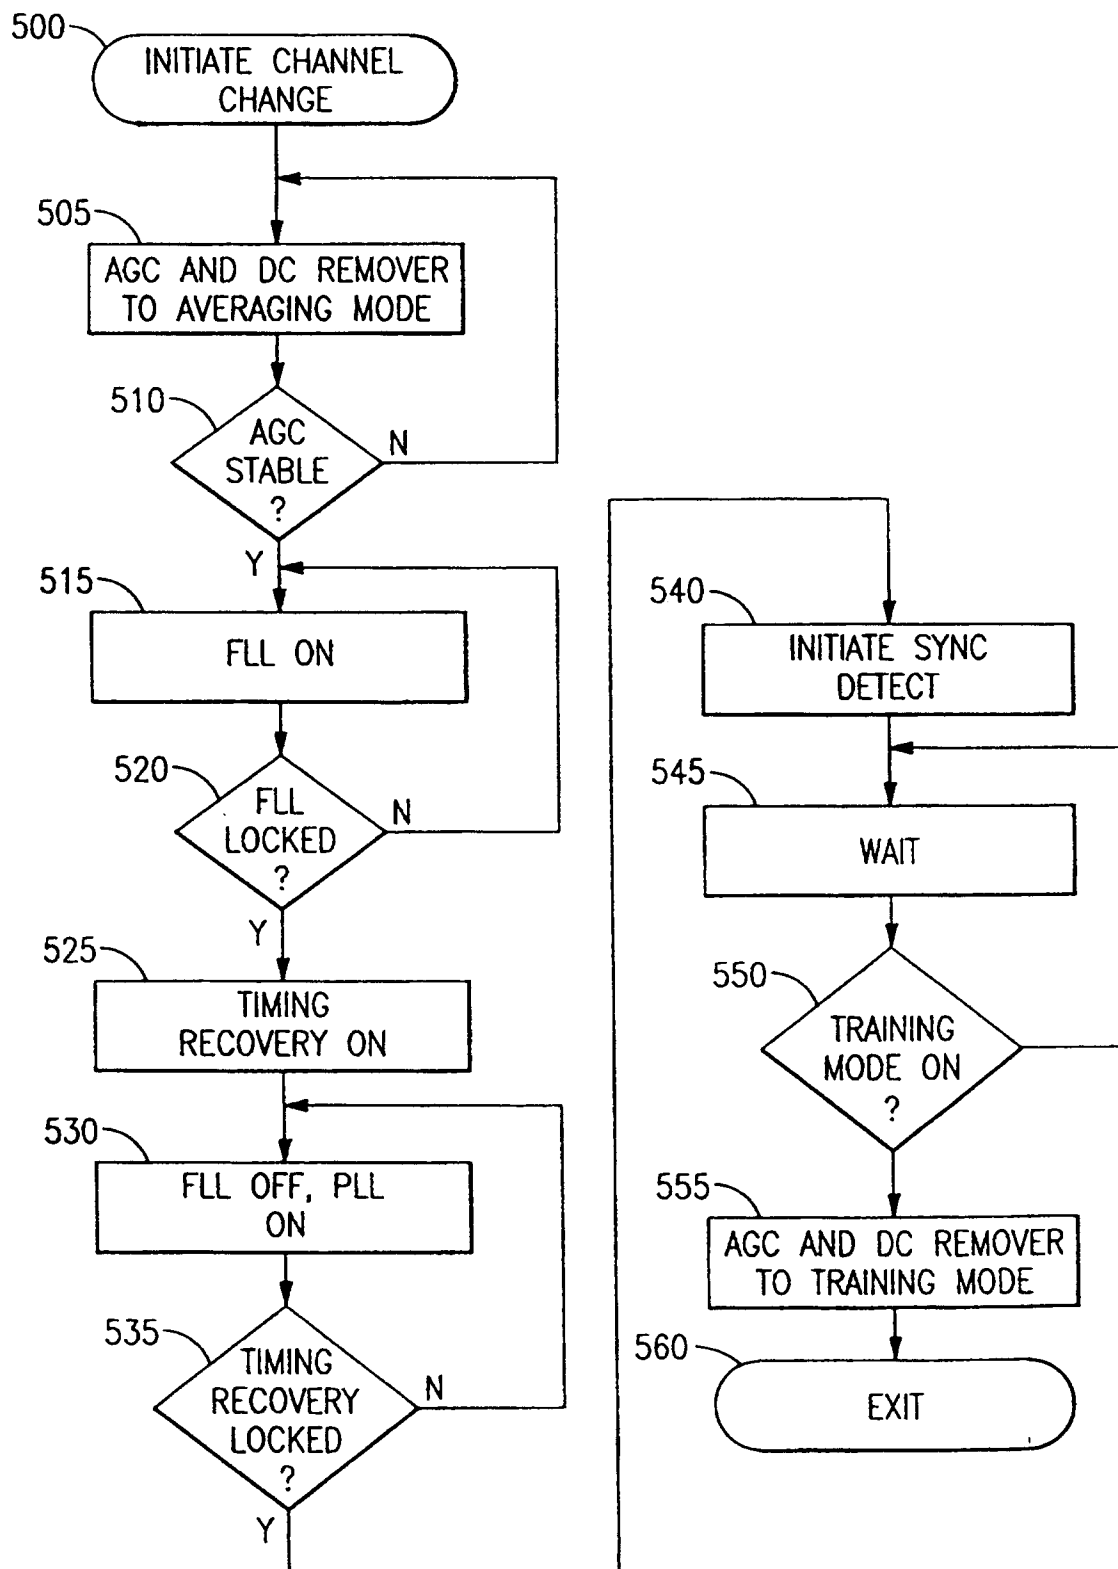 500
INITIATE CHANNEL
CHANGE
505
AGC AND DC REMOVER
TO AVERAGING MODE
510
AGC
STABLE
?
N
Y
515
FLL ON
520
FLL
LOCKED
?
N
Y
525
TIMING
RECOVERY ON
530
FLL OFF, PLL
ON
535
TIMING
RECOVERY
LOCKED
?
N
Y
540
INITIATE SYNC
DETECT
545
WAIT
550
TRAINING
MODE ON
?
555
AGC AND DC REMOVER
TO TRAINING MODE
560
EXIT